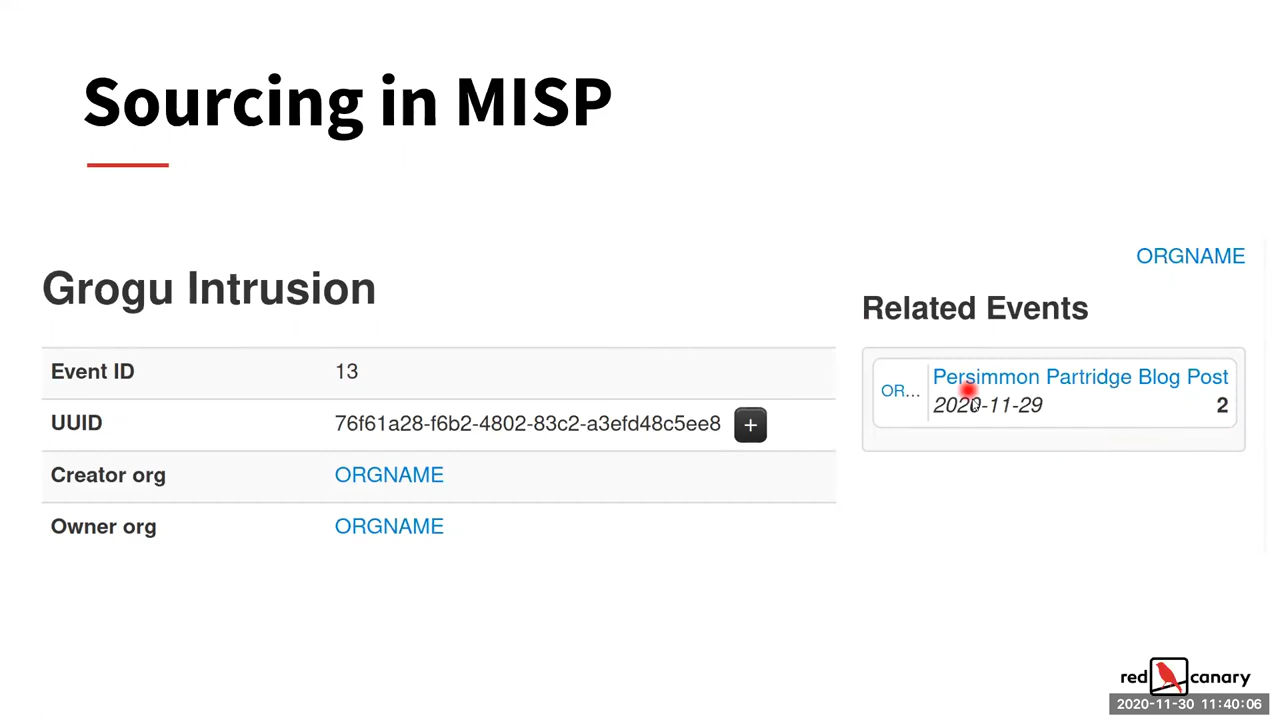 Sourcing in MISP
ORGNAME
Grogu Intrusion
Related Events
Event ID 13
UUID 76f61a28-f6b2-4802-83c2-a3efd48c5ee8 +
Creator org ORGNAME
Owner org ORGNAME
OR... Persimmon Partridge Blog Post
2020-11-29 2
red canary
2020-11-30 11:40:06